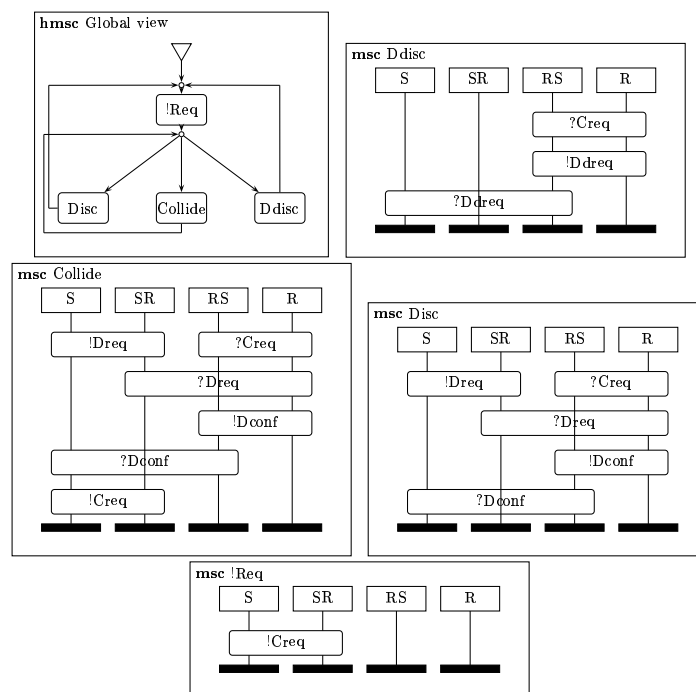 hmsc Global view
!Req
Disc
Collide
Ddisc
msc Ddisc
S SR RS R
?Creq
!Ddreq
?Ddreq
msc Collide
S SR RS R
!Dreq ?Creq
?Dreq
!Dconf
?Dconf
!Creq
msc Disc
S SR RS R
!Dreq ?Creq
?Dreq
!Dconf
?Dconf
msc !Req
S SR RS R
!Creq